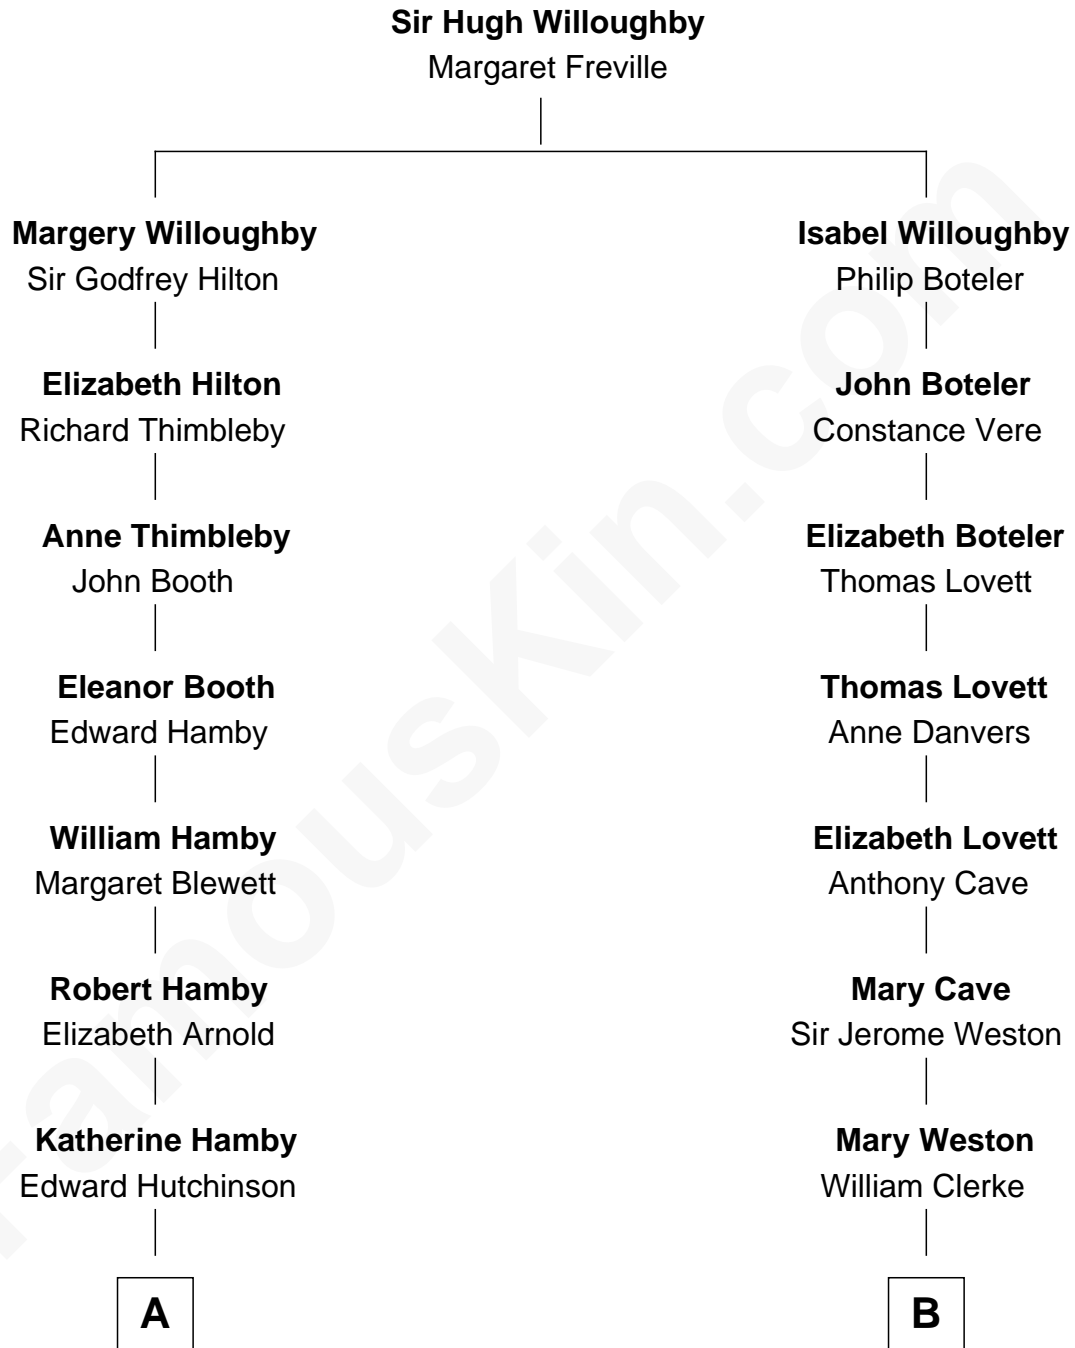 Sir Hugh Willoughby
Margaret Freville
Margery Willoughby
Sir Godfrey Hilton
Isabel Willoughby
Philip Boteler
Elizabeth Hilton
Richard Thimbleby
John Boteler
Constance Vere
Anne Thimbleby
John Booth
Elizabeth Boteler
Thomas Lovett
Eleanor Booth
Edward Hamby
Thomas Lovett
Anne Danvers
William Hamby
Margaret Blewett
Elizabeth Lovett
Anthony Cave
Robert Hamby
Elizabeth Arnold
Mary Cave
Sir Jerome Weston
Katherine Hamby
Edward Hutchinson
Mary Weston
William Clerke
A
B
FamousKin.com